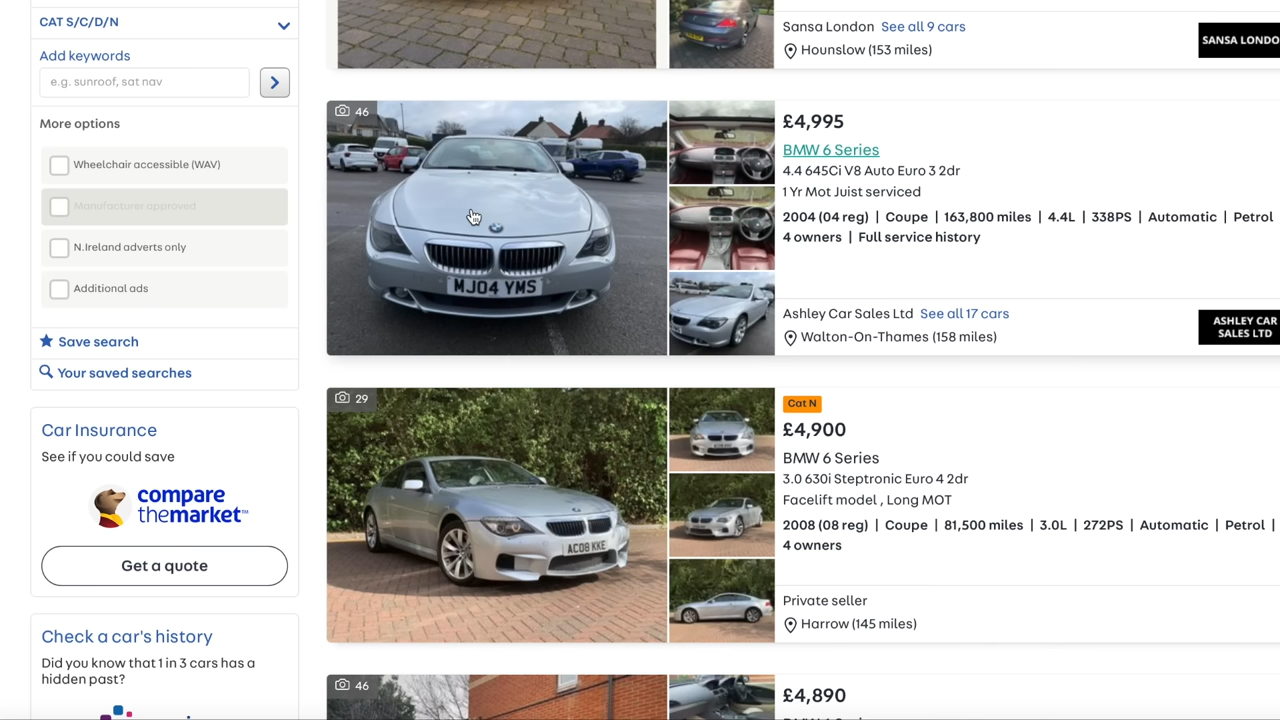 CAT S/C/D/N
Add keywords
e.g. sunroof, sat nav
More options
Wheelchair accessible (WAV)
Manufacturer approved
N.Ireland adverts only
Additional ads
Save search
Your saved searches
Car Insurance
See if you could save
compare
themarket™
Get a quote
Check a car's history
Did you know that 1 in 3 cars has a
hidden past?
Sansa London See all 9 cars
Hounslow (153 miles)
SANSA LONDO
46
MJ04 YMS
£4,995
BMW 6 Series
4.4 645Ci V8 Auto Euro 3 2dr
1 Yr Mot Juist serviced
2004 (04 reg) | Coupe | 163,800 miles | 4.4L | 338PS | Automatic | Petrol
4 owners | Full service history
Ashley Car Sales Ltd See all 17 cars
Walton-On-Thames (158 miles)
ASHLEY CAR
SALES LTD
29
AC08 KKE
Cat N
£4,900
BMW 6 Series
3.0 630i Steptronic Euro 4 2dr
Facelift model , Long MOT
2008 (08 reg) | Coupe | 81,500 miles | 3.0L | 272PS | Automatic | Petrol |
4 owners
Private seller
Harrow (145 miles)
46
£4,890